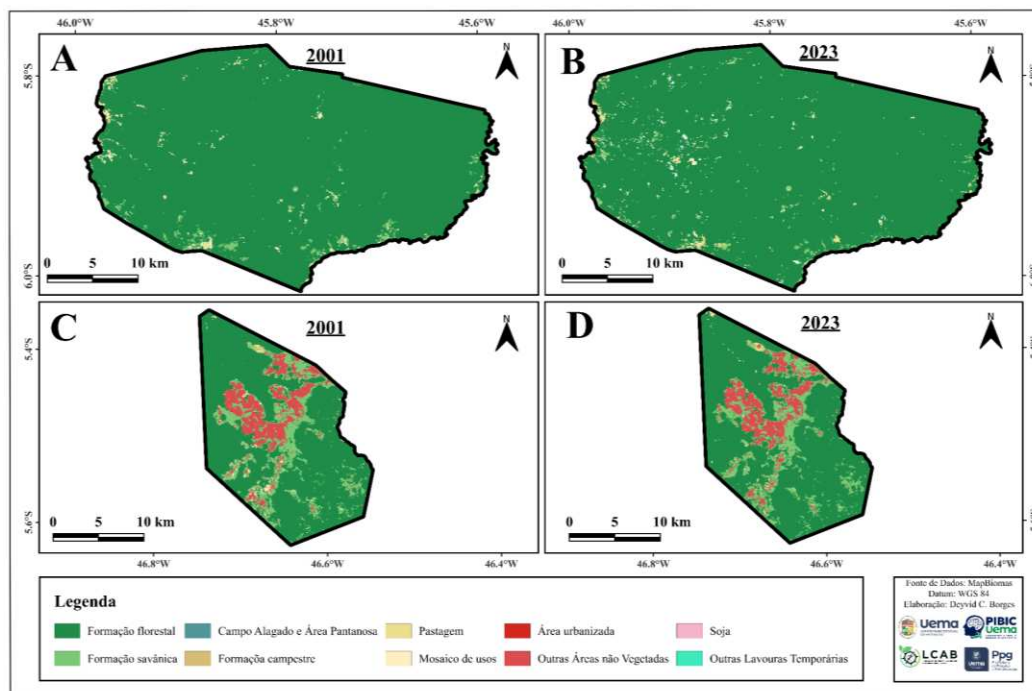 46.0°W 45.8°W 45.6°W 46.0°W 45.8°W 45.6°W
A 2001 N
B 2023 N
5.8°S
6.0°S
0 5 10 km
0 5 10 km
C 2001 N
D 2023 N
5.4°S
5.6°S
0 5 10 km
0 5 10 km
46.8°W 46.6°W 46.4°W 46.8°W 46.6°W 46.4°W
Legenda
Formação florestal
Campo Alagado e Área Pantanosa
Pastagem
Área urbanizada
Soja
Formação savânica
Formaçõa campestre
Mosaico de usos
Outras Áreas não Vegetadas
Outras Lavouras Temporárias
Fonte de Dados: MapBiomas
Datum: WGS 84
Elaboração: Deyvid C. Borges
Uema
PIBIC
uema
LCAB
Ppg